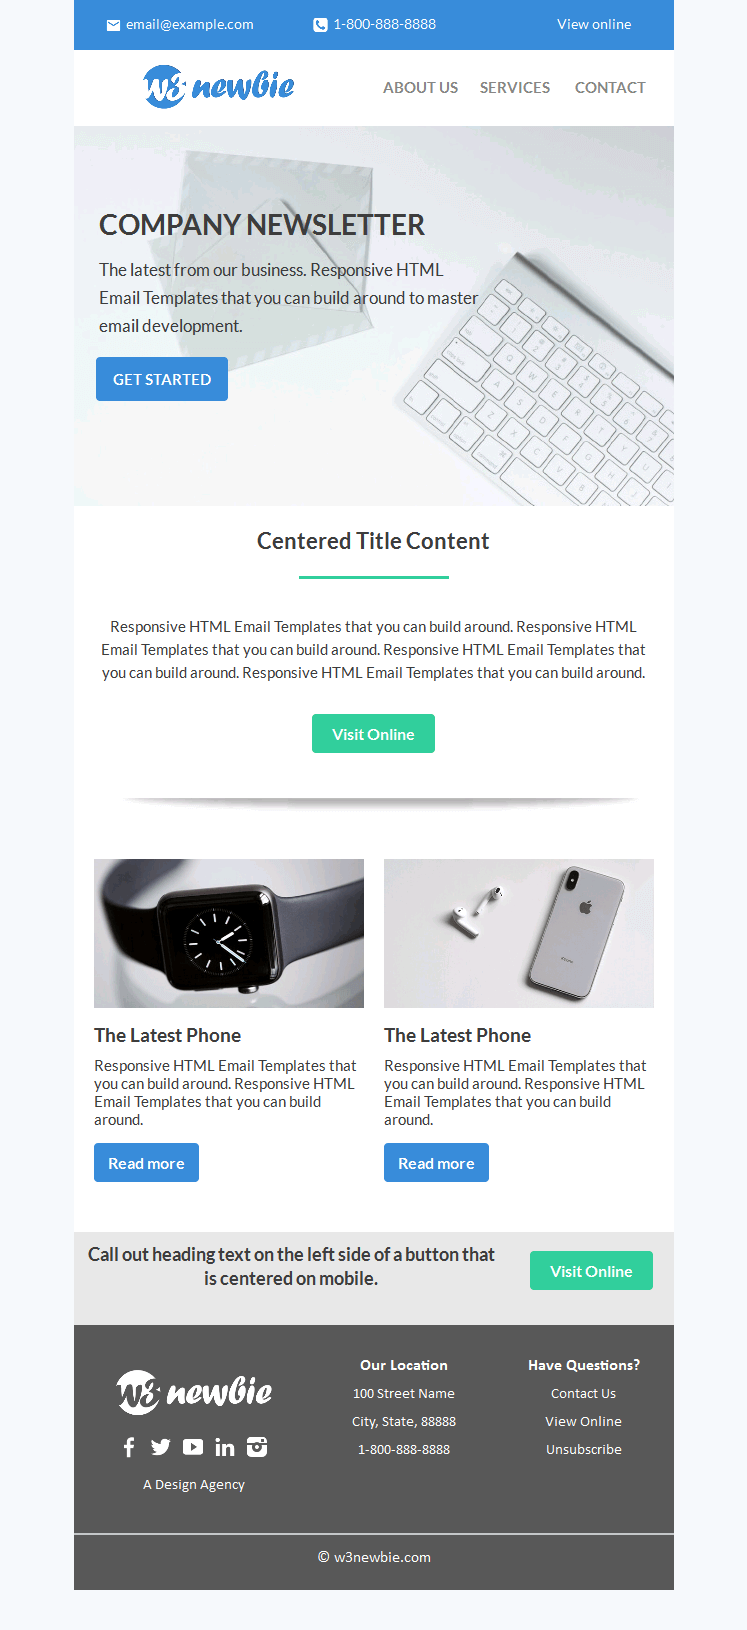 email@example.com
1-800-888-8888
View online
w3 newbie
ABOUT US
SERVICES
CONTACT
COMPANY NEWSLETTER
The latest from our business. Responsive HTML
Email Templates that you can build around to master
email development.
GET STARTED
Centered Title Content
Responsive HTML Email Templates that you can build around. Responsive HTML
Email Templates that you can build around. Responsive HTML Email Templates that
you can build around. Responsive HTML Email Templates that you can build around.
Visit Online
The Latest Phone
Responsive HTML Email Templates that
you can build around. Responsive HTML
Email Templates that you can build
around.
Read more
The Latest Phone
Responsive HTML Email Templates that
you can build around. Responsive HTML
Email Templates that you can build
around.
Read more
Call out heading text on the left side of a button that
is centered on mobile.
Visit Online
w3 newbie
A Design Agency
Our Location
100 Street Name
City, State, 88888
1-800-888-8888
Have Questions?
Contact Us
View Online
Unsubscribe
© w3newbie.com